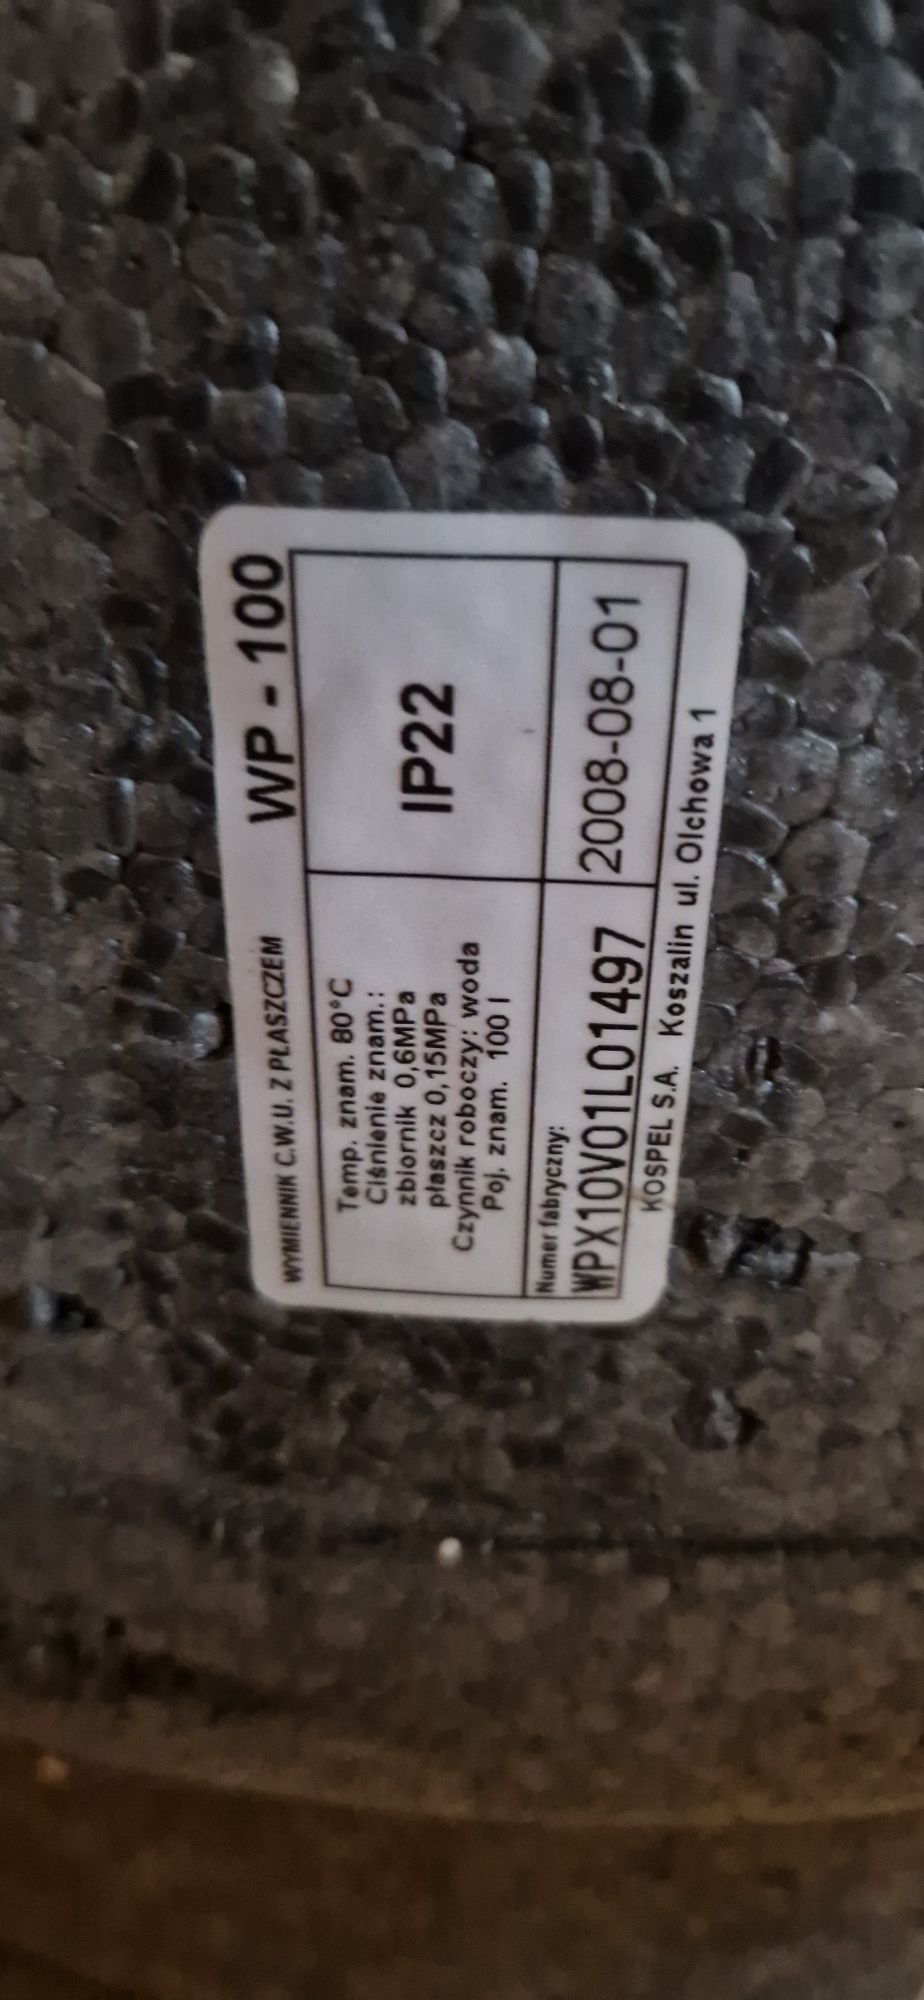 WYMIENNIK C.W.U. Z PŁASZCZEM WP - 100
Temp. znam. 80°C
Ciśnienie znam.:
zbiornik 0,6MPa
płaszcz 0,15MPa
Czynnik roboczy: woda
Poj. znam. 100 l
IP22
Numer fabryczny:
WPX10V01L01497
2008-08-01
KOSPEL S.A. Koszalin ul. Olchowa 1